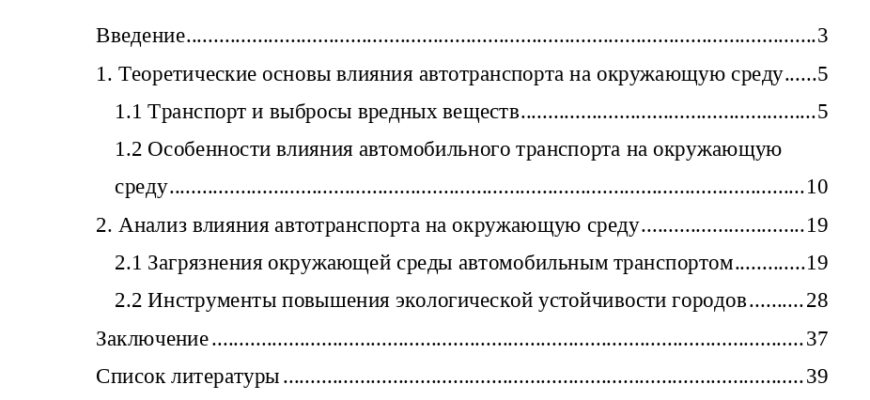 Введение....................................................................................................................3
1. Теоретические основы влияния автотранспорта на окружающую среду......5
1.1 Транспорт и выбросы вредных веществ......................................................5
1.2 Особенности влияния автомобильного транспорта на окружающую
среду....................................................................................................................10
2. Анализ влияния автотранспорта на окружающую среду..............................19
2.1 Загрязнения окружающей среды автомобильным транспортом.............19
2.2 Инструменты повышения экологической устойчивости городов..........28
Заключение............................................................................................................37
Список литературы...............................................................................................39